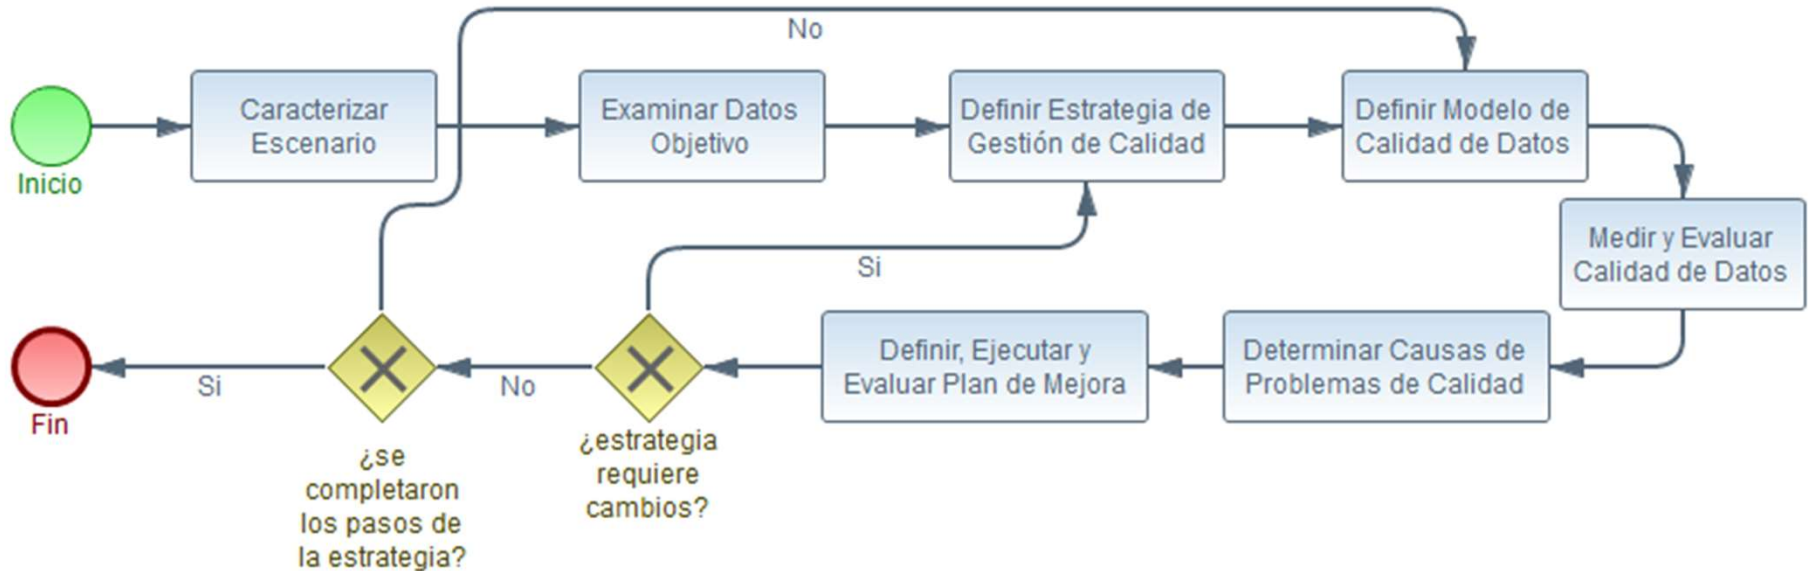 No
Inicio
Caracterizar
Escenario
Examinar Datos
Objetivo
Definir Estrategia de
Gestión de Calidad
Definir Modelo de
Calidad de Datos
Medir y Evaluar
Calidad de Datos
Si
Determinar Causas de
Problemas de Calidad
Definir, Ejecutar y
Evaluar Plan de Mejora
No
Si
Fin
¿estrategia
requiere
cambios?
¿se
completaron
los pasos de
la estrategia?